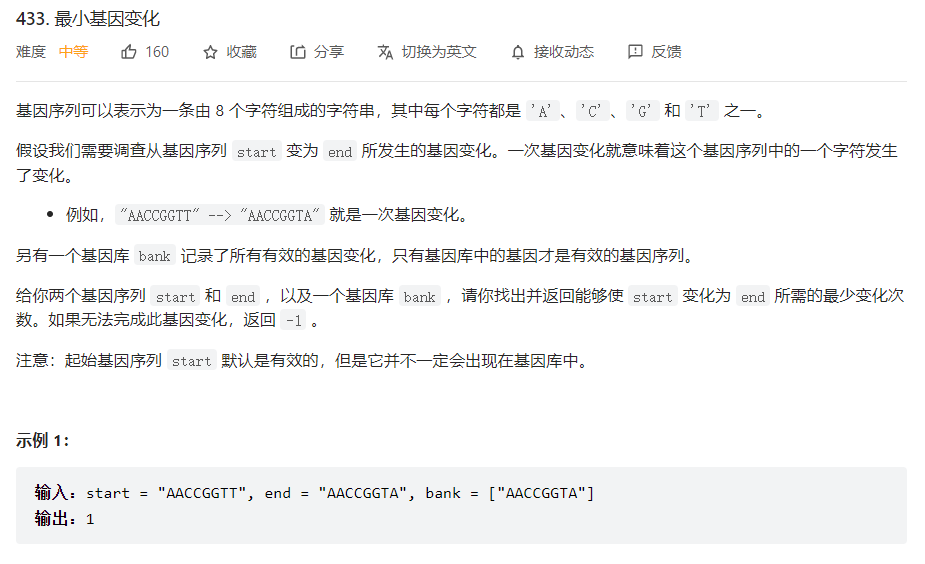 433. 最小基因变化
难度 中等 160 收藏 分享 切换为英文 接收动态 反馈
基因序列可以表示为一条由 8 个字符组成的字符串，其中每个字符都是 'A'、'C'、'G' 和 'T' 之一。
假设我们需要调查从基因序列 start 变为 end 所发生的基因变化。一次基因变化就意味着这个基因序列中的一个字符发生
了变化。
• 例如，"AACCGGTT" --> "AACCGGTA" 就是一次基因变化。
另有一个基因库 bank 记录了所有有效的基因变化，只有基因库中的基因才是有效的基因序列。
给你两个基因序列 start 和 end ，以及一个基因库 bank ，请你找出并返回能够使 start 变化为 end 所需的最少变化次
数。如果无法完成此基因变化，返回 -1 。
注意：起始基因序列 start 默认是有效的，但是它并不一定会出现在基因库中。
示例 1：
输入：start = "AACCGGTT", end = "AACCGGTA", bank = ["AACCGGTA"]
输出：1